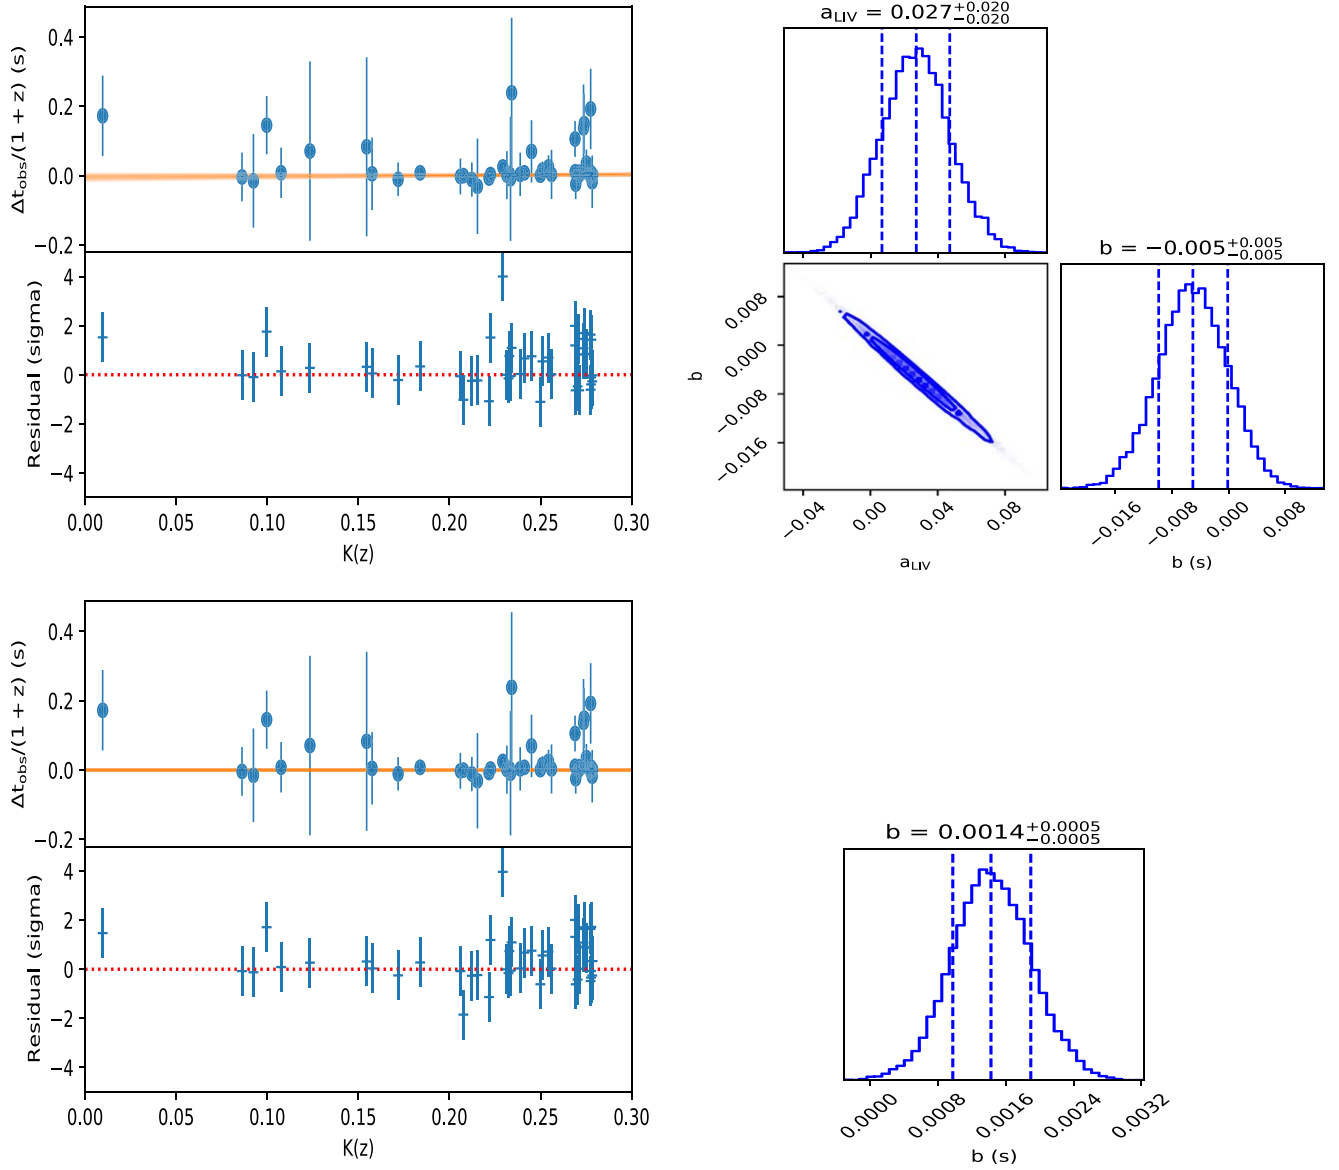 0.4
0.2
0.0
−0.2
Δt_obs/(1 + z) (s)
4
2
0
−2
−4
Residual (sigma)
0.00 0.05 0.10 0.15 0.20 0.25 0.30
K(z)
a_LIV = 0.027^{+0.020}_{−0.020}
b = −0.005^{+0.005}_{−0.005}
0.008
0.000
−0.008
−0.016
b
−0.04 0.00 0.04 0.08
a_LIV
−0.016 −0.008 0.000 0.008
b (s)
0.4
0.2
0.0
−0.2
Δt_obs/(1 + z) (s)
4
2
0
−2
−4
Residual (sigma)
0.00 0.05 0.10 0.15 0.20 0.25 0.30
K(z)
b = 0.0014^{+0.0005}_{−0.0005}
0.0000 0.0008 0.0016 0.0024 0.0032
b (s)